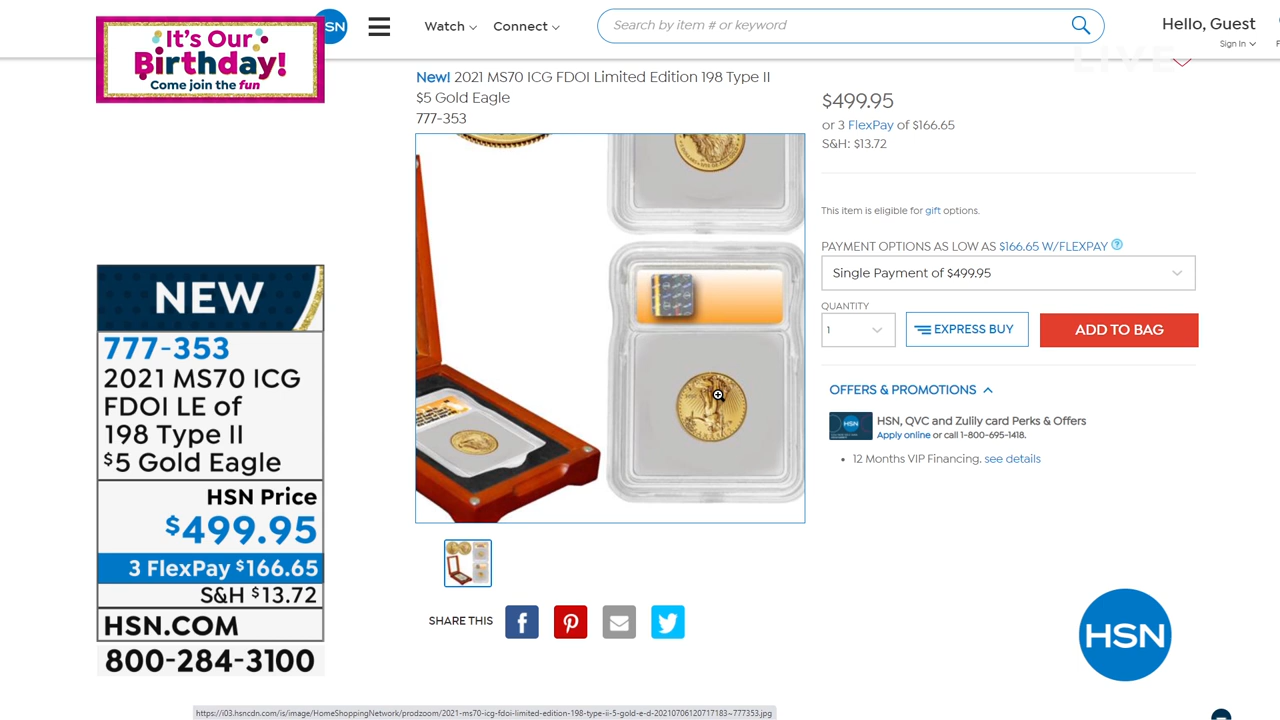 It's Our
Birthday!
Come join the fun
SN
Watch
Connect
Search by item # or keyword
Hello, Guest
Sign In
LIVE
New! 2021 MS70 ICG FDOI Limited Edition 198 Type II
$5 Gold Eagle
777-353
$499.95
or 3 FlexPay of $166.65
S&H: $13.72
This item is eligible for gift options.
PAYMENT OPTIONS AS LOW AS $166.65 W/FLEXPAY ?
Single Payment of $499.95
QUANTITY
1
EXPRESS BUY
ADD TO BAG
OFFERS & PROMOTIONS
HSN
HSN, QVC and Zulily card Perks & Offers
Apply online or call 1-800-695-1418.
• 12 Months VIP Financing. see details
NEW
777-353
2021 MS70 ICG
FDOI LE of
198 Type II
$5 Gold Eagle
HSN Price
$499.95
3 FlexPay $166.65
S&H $13.72
HSN.COM
800-284-3100
SHARE THIS
HSN
https://i03.hsncdn.com/is/image/HomeShoppingNetwork/prodzoom/2021-ms70-icg-fdoi-limited-edition-198-type-ii-5-gold-e-d-20210706120717183~777353.jpg